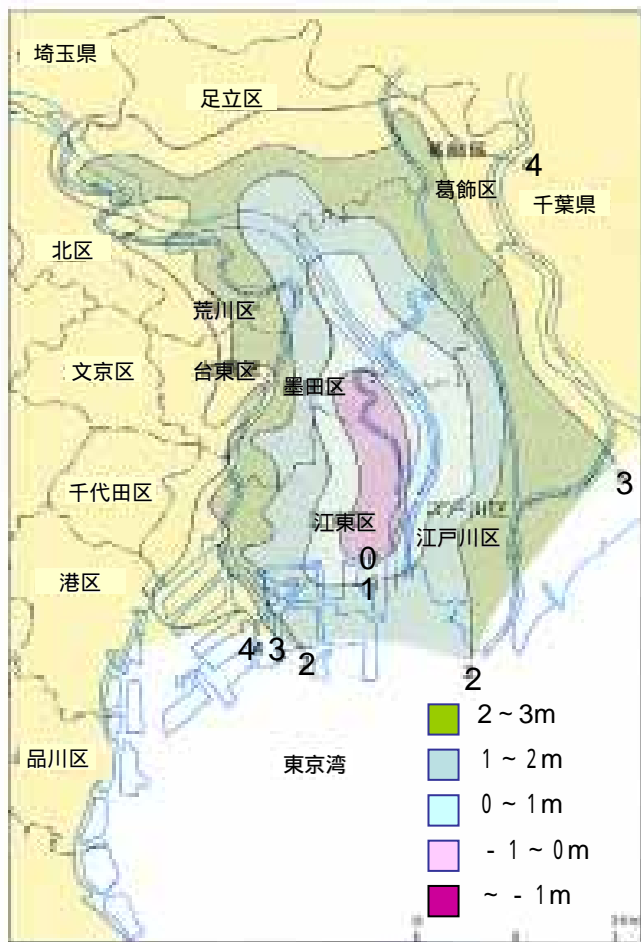 埼玉県
足立区
4
葛飾区
千葉県
北区
荒川区
文京区
台東区
墨田区
3
千代田区
江東区
江戸川区
0
1
港区
4
3
2
2
2~3m
品川区
東京湾
1~2m
0~1m
-1~0m
~-1m